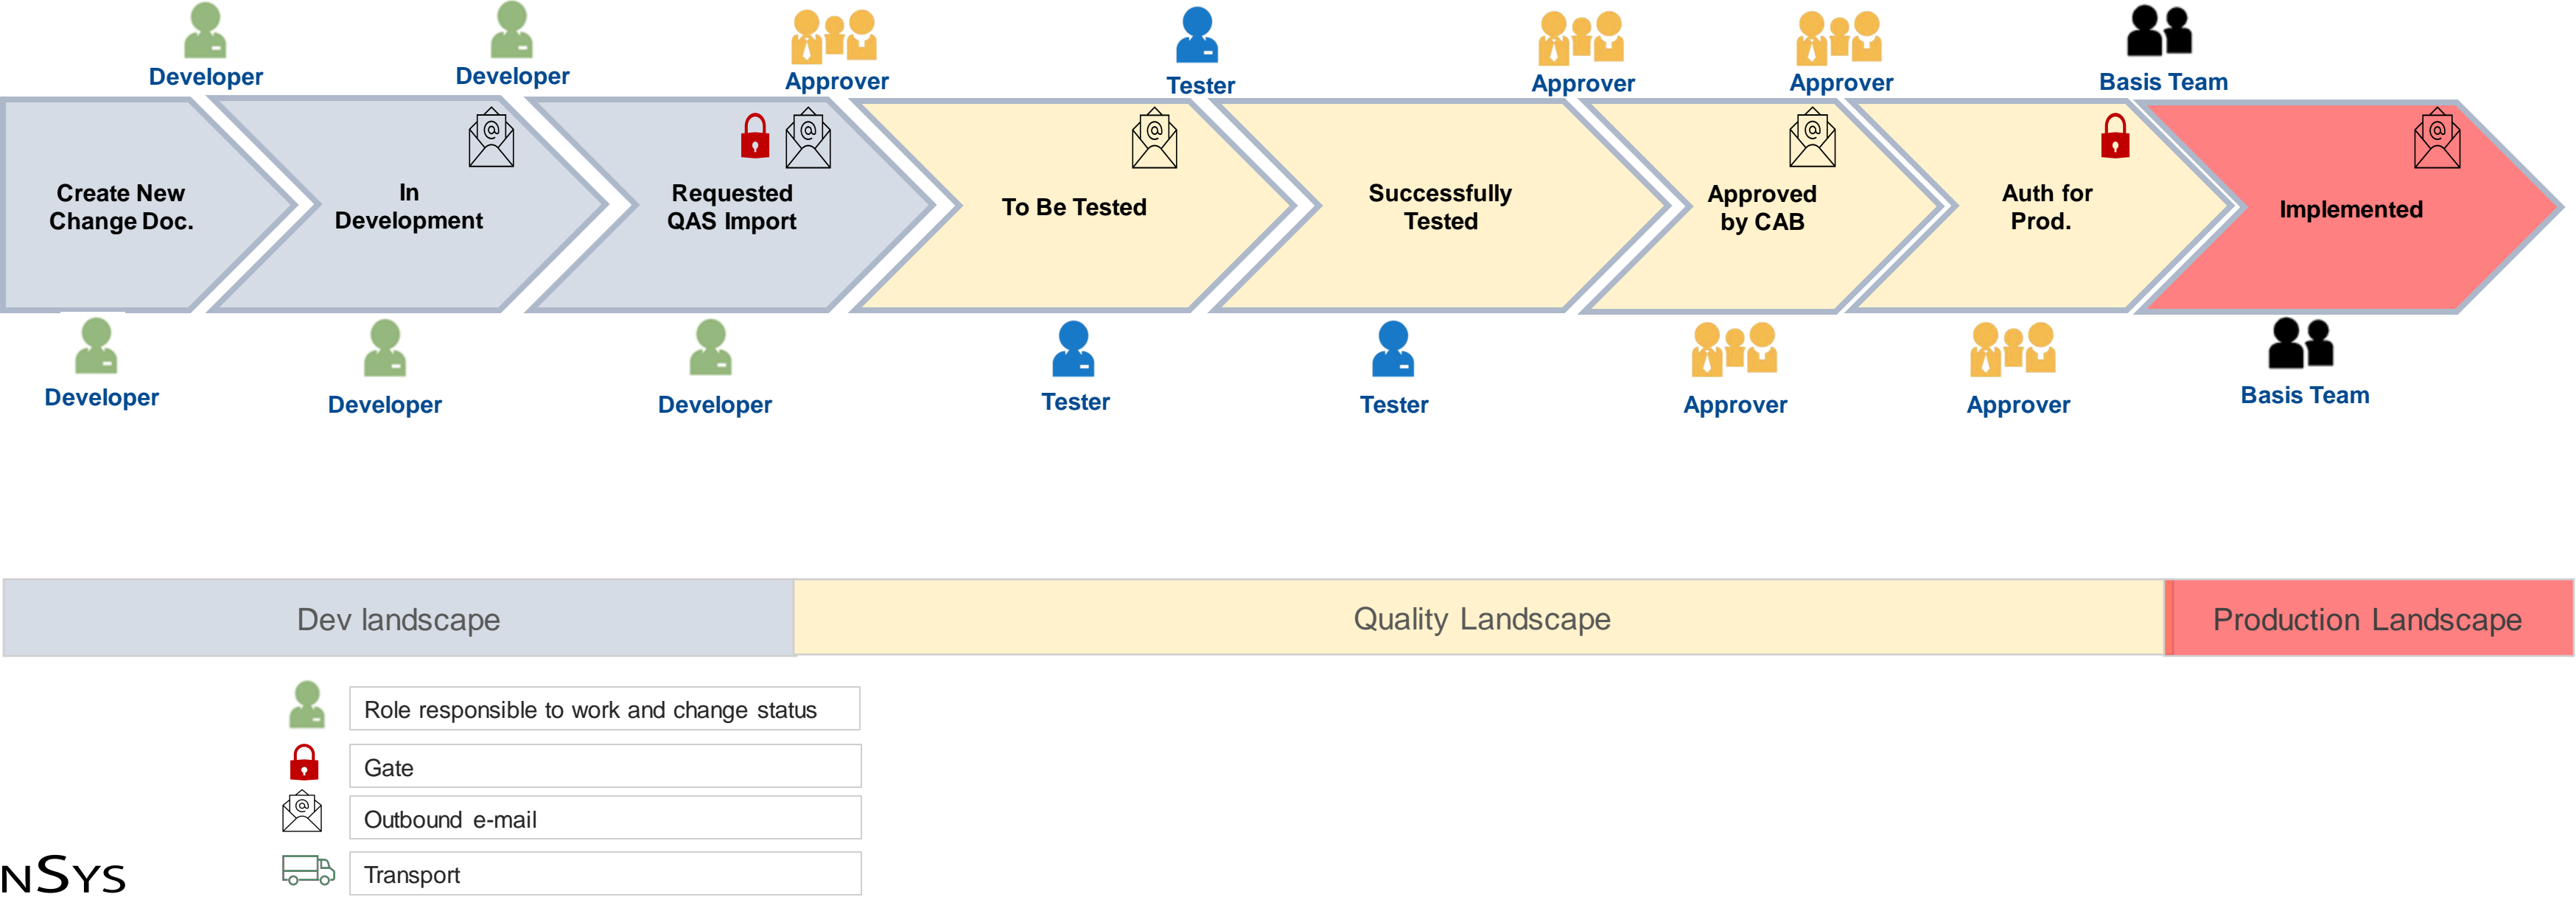 Developer
Developer
Approver
Tester
Approver
Approver
Basis Team
Create New
Change Doc.
In
Development
@
Requested
QAS Import
@
To Be Tested
@
Successfully
Tested
Approved
by CAB
@
Auth for
Prod.
Implemented
@
Developer
Developer
Developer
Tester
Tester
Approver
Approver
Basis Team
Dev landscape
Quality Landscape
Production Landscape
Role responsible to work and change status
Gate
@
Outbound e-mail
Transport
NSYS